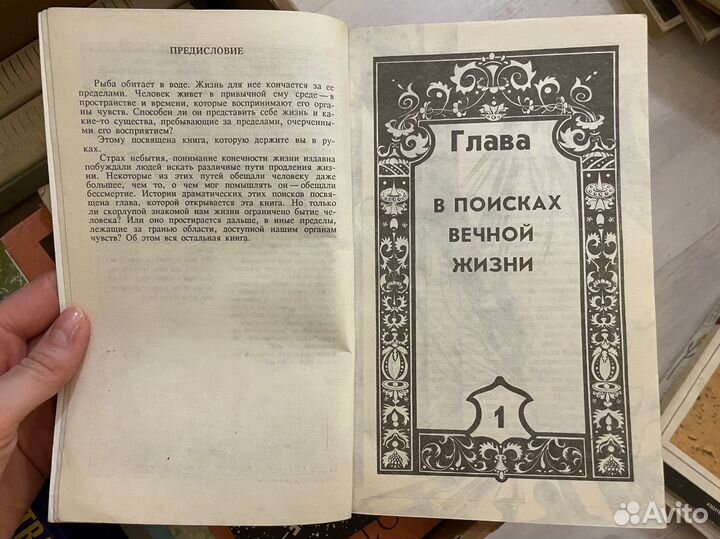 ПРЕДИСЛОВИЕ
Рыба обитает в воде. Жизнь для нее кончается за ее
пределами. Человек живет в привычной ему среде — в
пространстве и времени, которые воспринимают его орга-
ны чувств. Способен ли он представить себе жизнь и ка-
кие-то существа, пребывающие за пределами, очерченны-
ми его восприятием?
Этому посвящена книга, которую держите вы в ру-
ках.
Страх небытия, понимание конечности жизни издавна
побуждали людей искать различные пути продления жиз-
ни. Некоторые из этих путей обещали человеку даже
большее, чем то, о чем мог помышлять он — обещали
бессмертие. Истории драматических этих поисков посвя-
щена глава, которой открывается эта книга. Но только
ли скорлупой знакомой нам жизни ограничено бытие че-
ловека? Или оно простирается дальше, в иные пределы,
лежащие за гранью области, доступной нашим органам
чувств? Об этом вся остальная книга.
Глава
В ПОИСКАХ
ВЕЧНОЙ
ЖИЗНИ
1
Avito